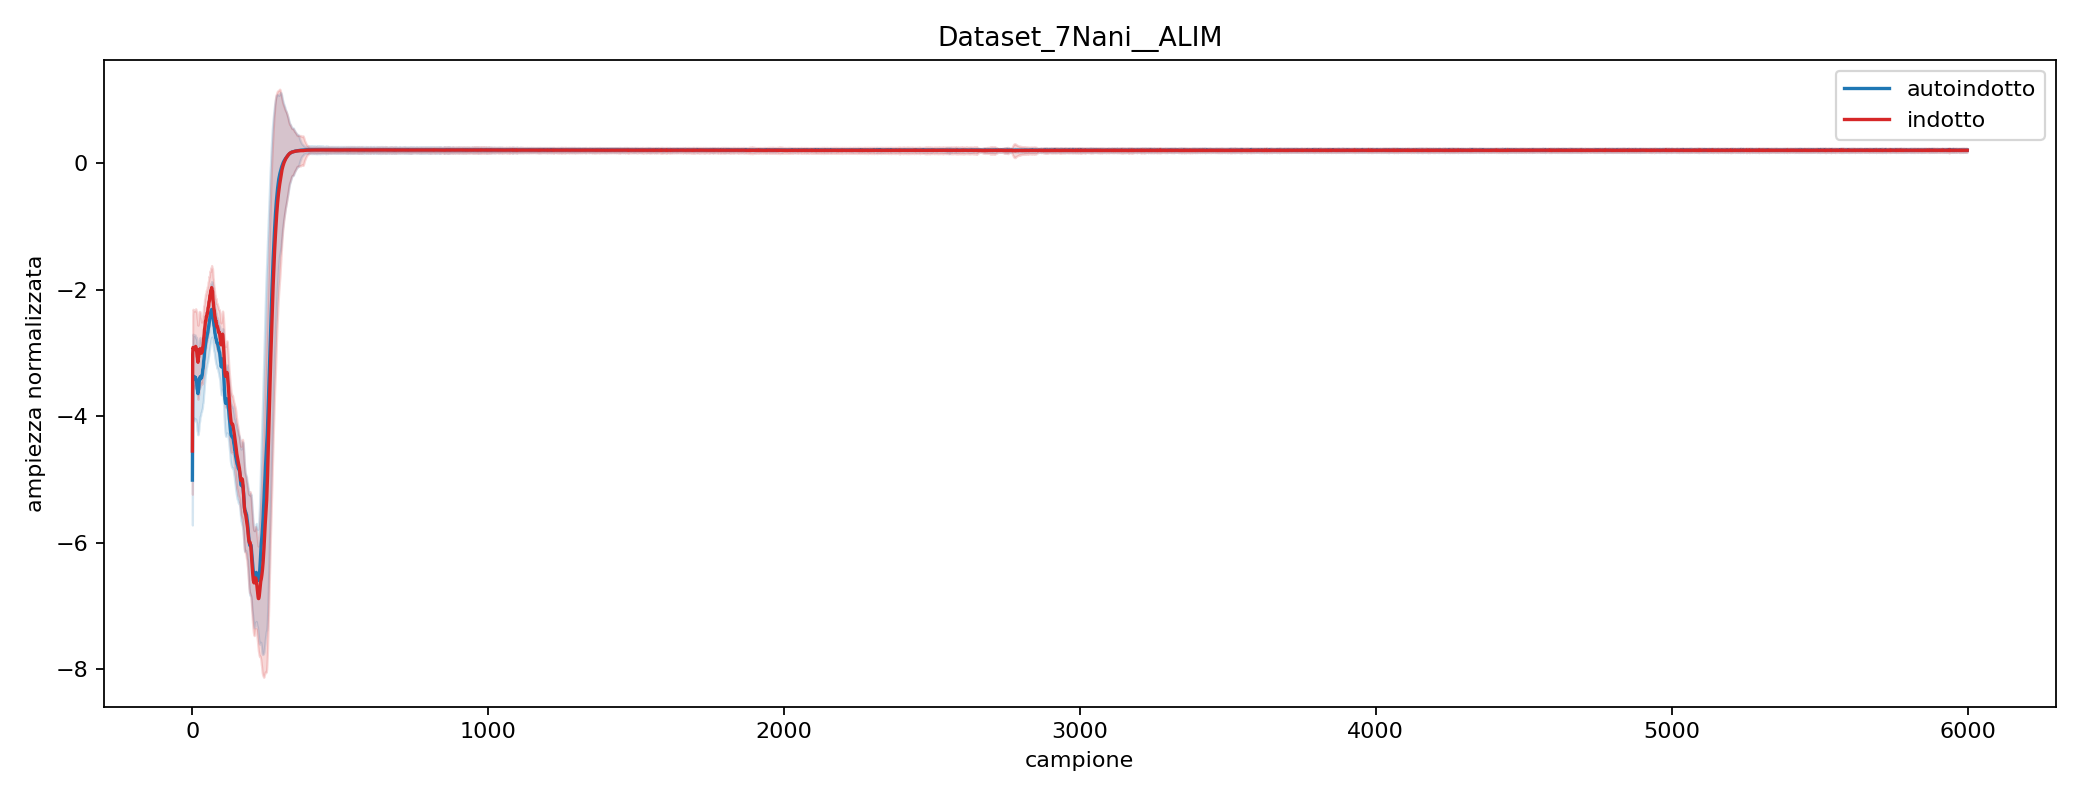 Dataset_7Nani__ALIM
autoindotto
indotto
ampiezza normalizzata
0
−2
−4
−6
−8
0 1000 2000 3000 4000 5000 6000
campione